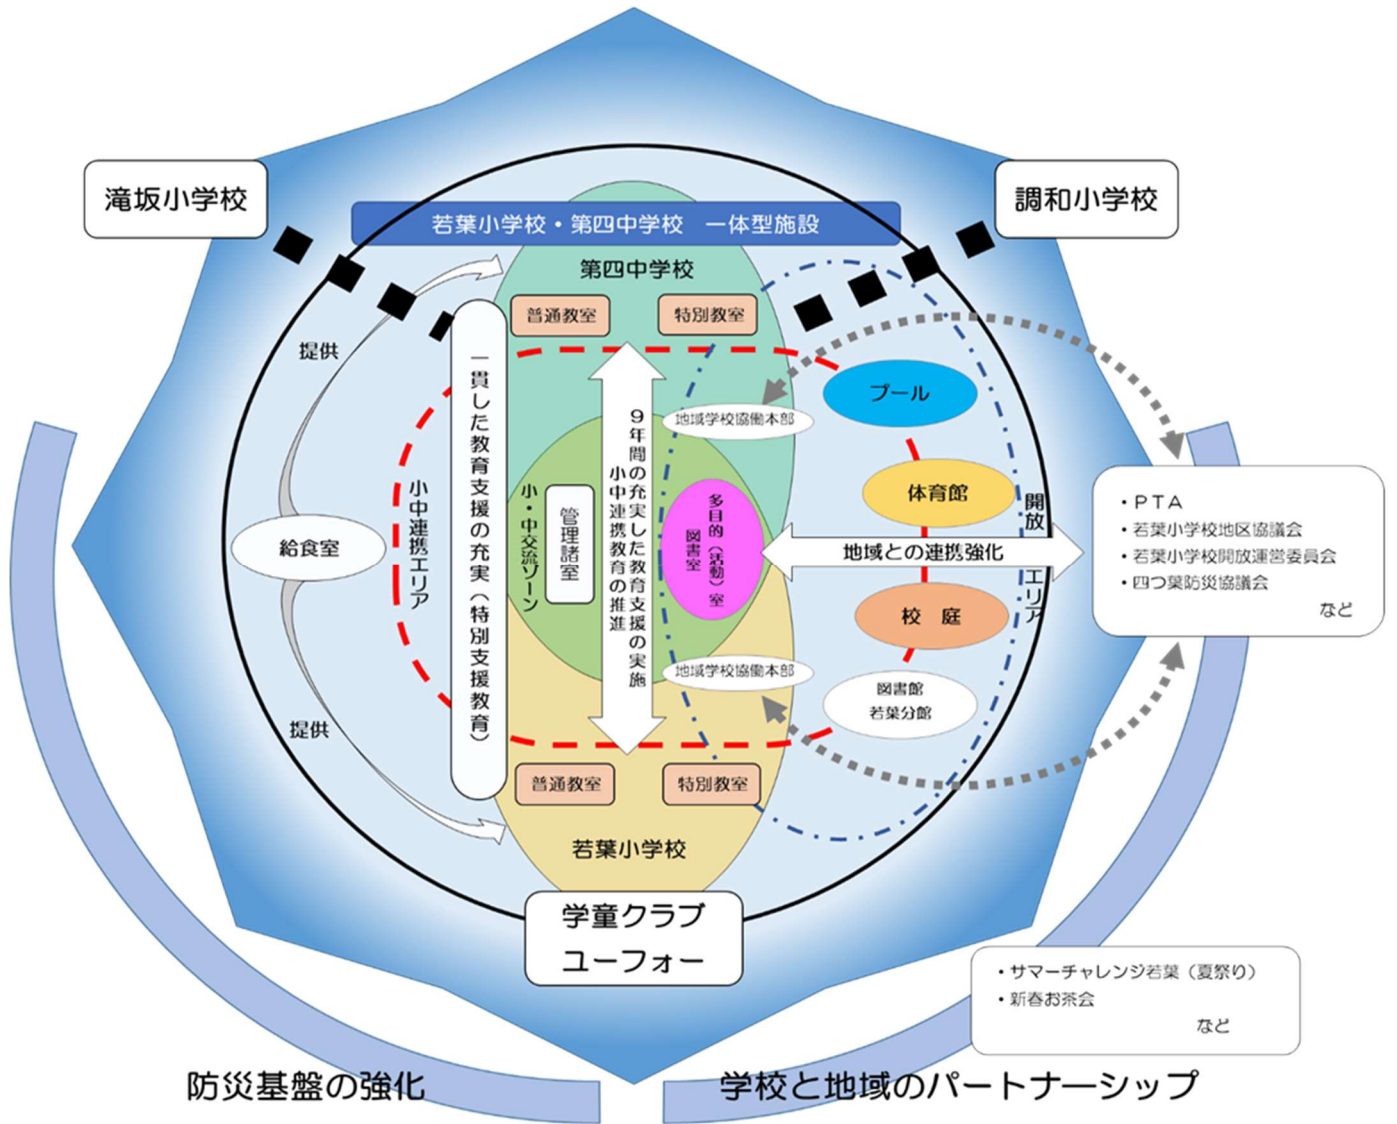 滝坂小学校
調和小学校
若葉小学校・第四中学校　一体型施設
第四中学校
普通教室
特別教室
提供
一貫した教育支援の充実（特別支援教育）
９年間の充実した教育支援の実施
小中連携教育の推進
地域学校協働本部
プール
体育館
開放
エリア
・ＰＴＡ
・若葉小学校地区協議会
・若葉小学校開放運営委員会
・四つ葉防災協議会
など
給食室
小中連携エリア
小・中交流ゾーン
管理諸室
多目的（活動）室
図書室
地域との連携強化
校　庭
地域学校協働本部
図書館
若葉分館
提供
普通教室
特別教室
若葉小学校
学童クラブ
ユーフォー
・サマーチャレンジ若葉（夏祭り）
・新春お茶会
など
防災基盤の強化
学校と地域のパートナーシップ